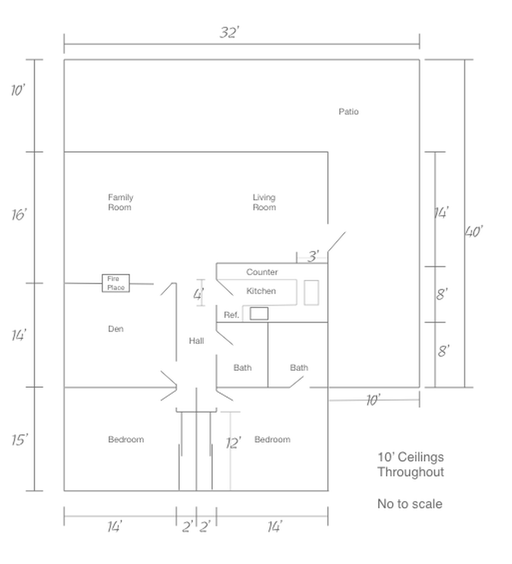 32'
10'
Patio
Family
Room
Living
Room
16'
14'
40'
3'
Counter
Fire
Place
4'
Kitchen
8'
Ref.
14'
Den
Hall
8'
Bath
Bath
10'
15'
Bedroom
12'
Bedroom
10' Ceilings
Throughout
No to scale
14'
2'
2'
14'